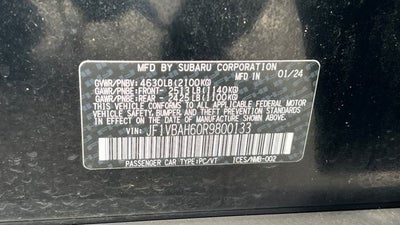 MFD BY SUBARU CORPORATION 01/24
GVWR/PNBV: 4630LB(2100KG)
GAWR/PNBE:FRONT- 2513LB(1140KG)
GAWR/PNBE:REAR - 2425LB(1100KG)
THIS VEHICLE CONFORMS TO ALL APPLICABLE
FEDERAL MOTOR VEHICLE
SAFETY, BUMPER AND THEFT PREVENTION STANDARDS
IN EFFECT ON THE DATE OF MANUFACTURE SHOWN ABOVE
VIN: JF1VBAH60R9800133
PASSENGER CAR TYPE:PC/VT ICES/NMB-002